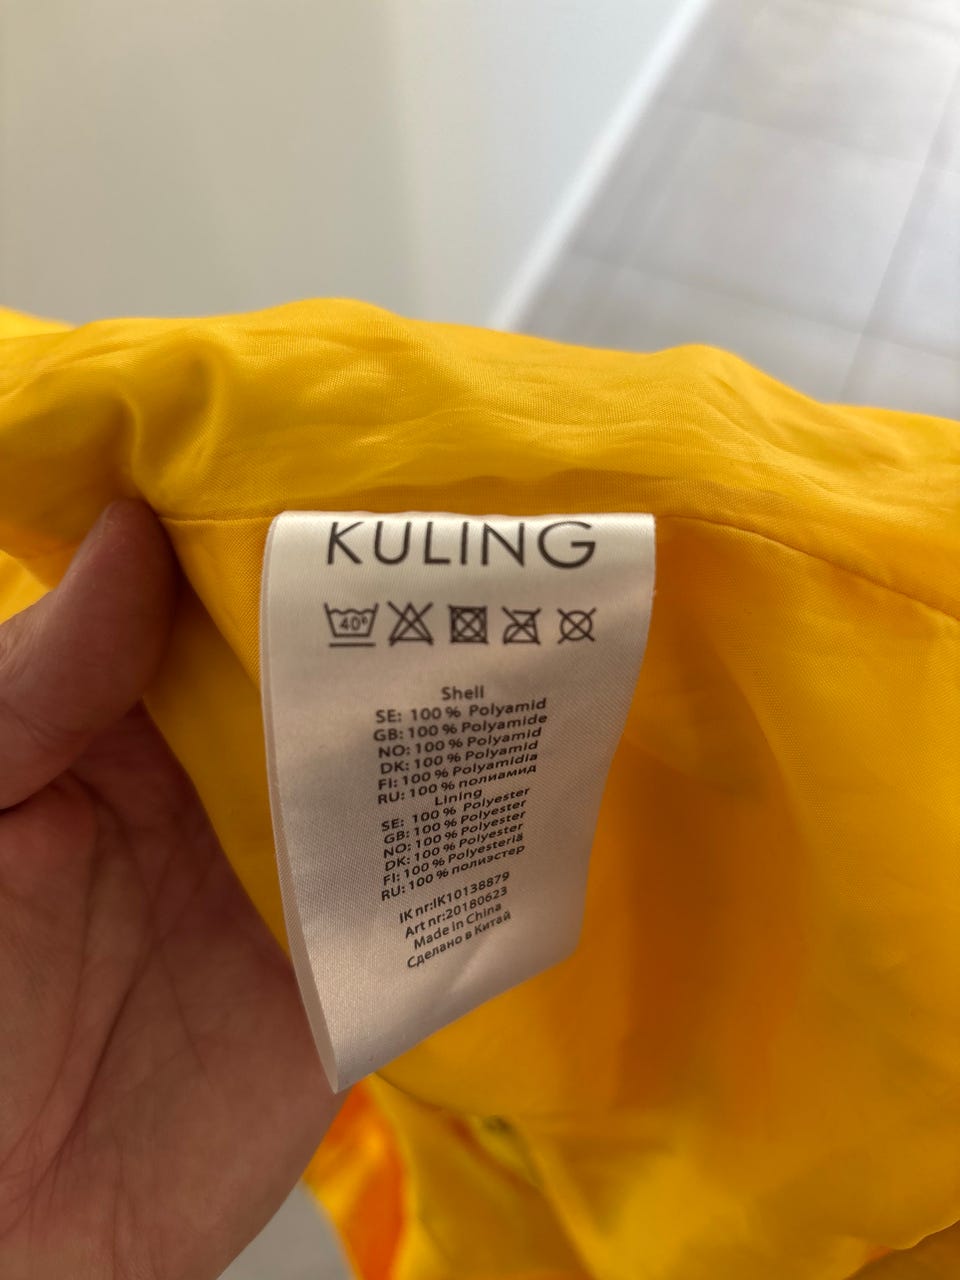 KULING
40°
Shell
SE: 100 % Polyamid
GB: 100 % Polyamide
NO: 100 % Polyamid
DK: 100 % Polyamid
FI: 100 % Polyamidia
RU: 100 % полиамид
Lining
SE: 100 % Polyester
GB: 100 % Polyester
NO: 100 % Polyester
DK: 100 % Polyester
FI: 100 % Polyesteriä
RU: 100 % полиэстер
IK nr:IK10138879
Art nr:20180623
Made in China
Сделано в Китай